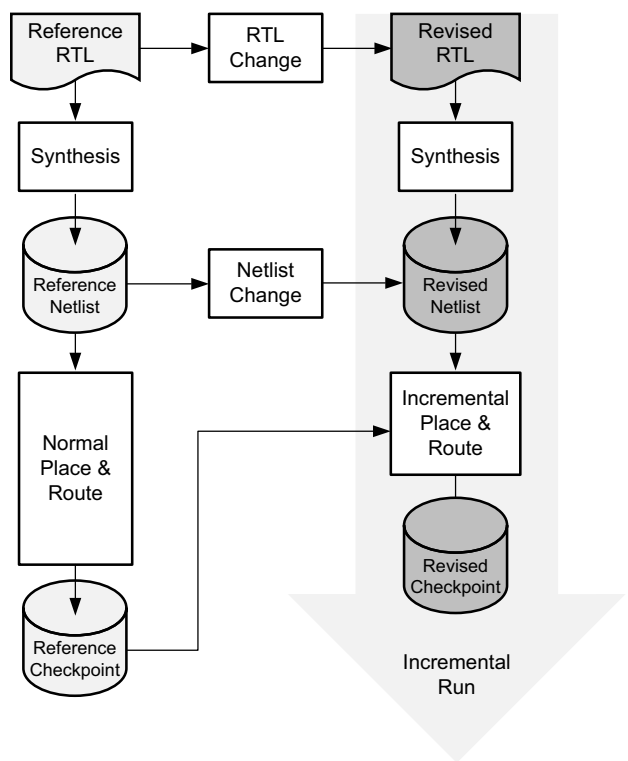 Reference
RTL
RTL
Change
Revised
RTL
Synthesis
Synthesis
Reference
Netlist
Netlist
Change
Revised
Netlist
Normal
Place &
Route
Incremental
Place &
Route
Revised
Checkpoint
Reference
Checkpoint
Incremental
Run